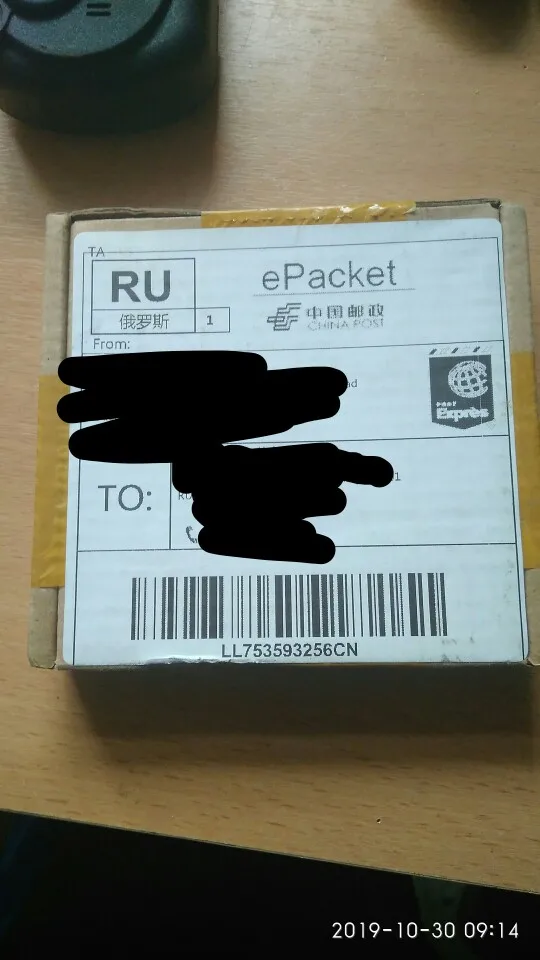 TA
RU
俄罗斯 1
ePacket
中国邮政
CHINA POST
From:
Exprès
TO:
LL753593256CN
2019-10-30 09:14